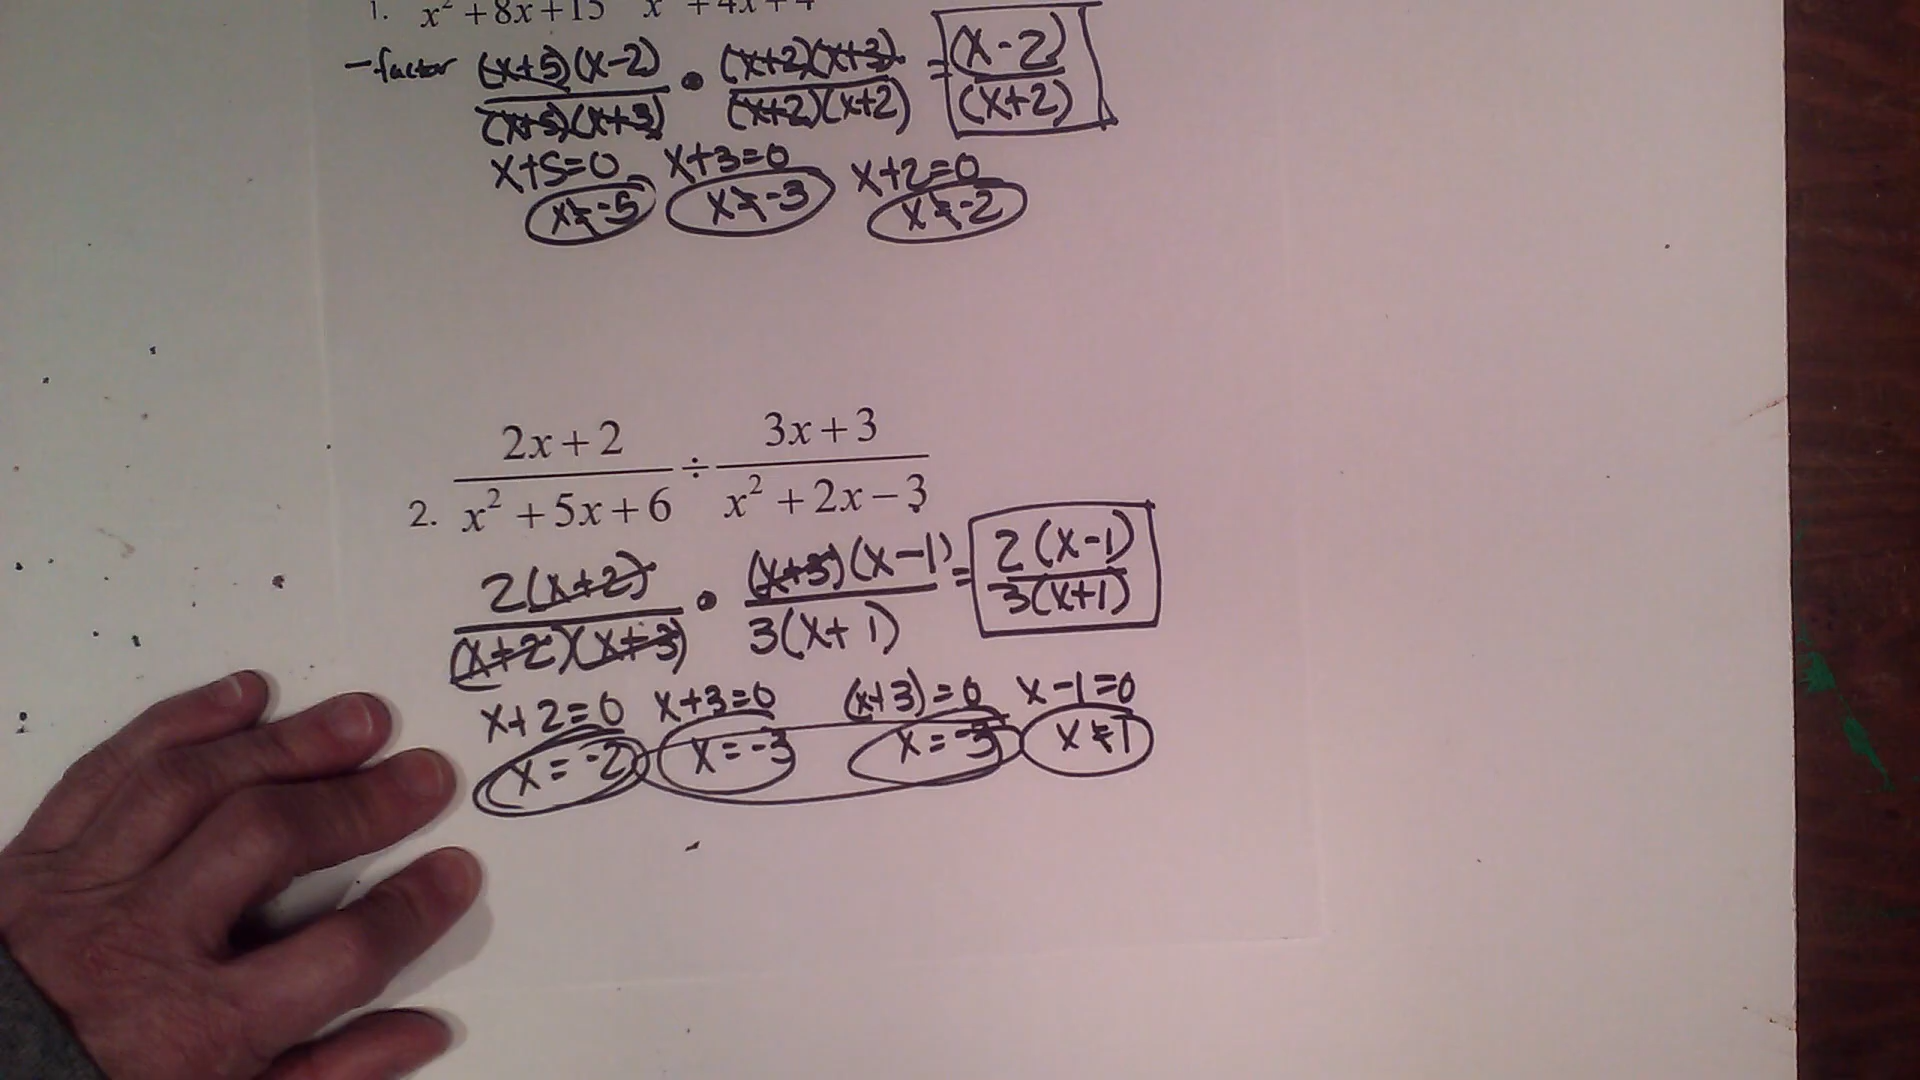 1. x² + 8x + 15 x + 4x + 4
- factor (x+5)(x-2) / (x+5)(x+3) • (x+2)(x+3) / (x+2)(x+2) = (x-2) / (x+2)
x+5=0 x+3=0 x+2=0
x≠-5 x≠-3 x≠-2
2. 2x + 2 / x² + 5x + 6 ÷ 3x + 3 / x² + 2x - 3
2(x+2) / (x+2)(x+3) • (x+3)(x-1) / 3(x+1) = 2(x-1) / 3(x+1)
x+2=0 x+3=0 (x+3)=0 x-1=0
x=-2 x=-3 x=-3 x≠1